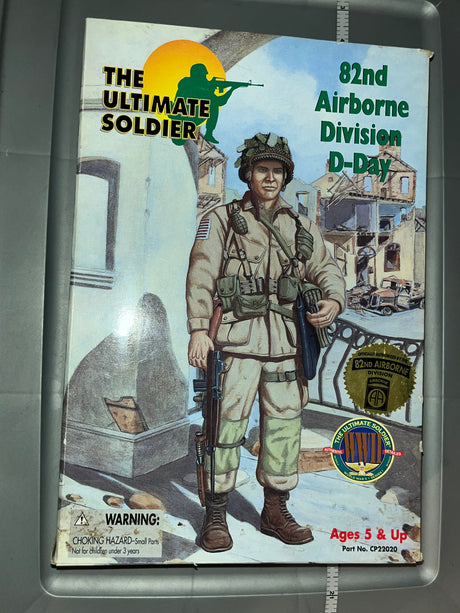 THE
ULTIMATE
SOLDIER
82nd
Airborne
Division
D-Day
82ND AIRBORNE
DIVISION
AIRBORNE
THE ULTIMATE SOLDIER
WARNING:
CHOKING HAZARD-Small Parts
Not for children under 3 years
Ages 5 & Up
Part No. CP22020